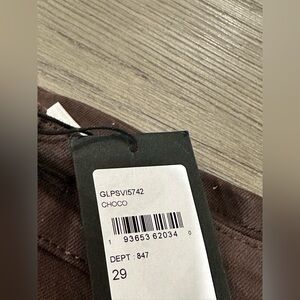 GLPSVI5742
CHOCO
1 93653 62034 0
DEPT : 847
29